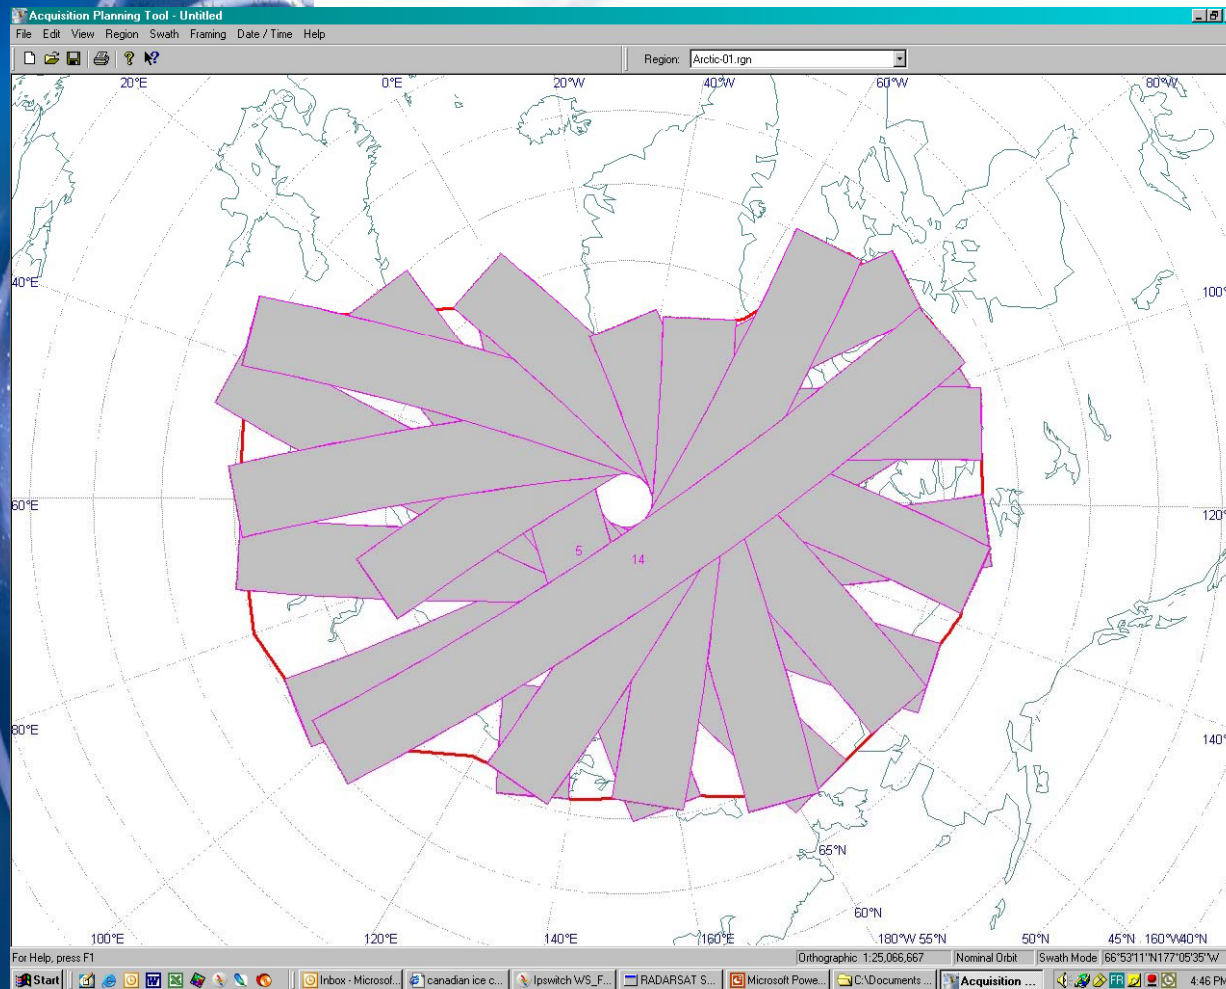 Acquisition Planning Tool - Untitled
File Edit View Region Swath Framing Date / Time Help
Region: Arctic-01.rgn
20°E 0°E 20°W 40°W 60°W 80°W
40°E 100°
60°E 120°
5 14
80°E 140°
65°N
60°N
100°E 120°E 140°E 160°E 180°W 55°N 50°N 45°N 160°W 40°N
For Help, press F1 Orthographic 1:25,066,667 Nominal Orbit Swath Mode 66°53'11"N177°05'35"W
Start Inbox - Microsof... canadian ice c... Ipswitch WS_F... RADARSAT S... Microsoft Powe... C:\Documents ... Acquisition ... FR 4:46 PM